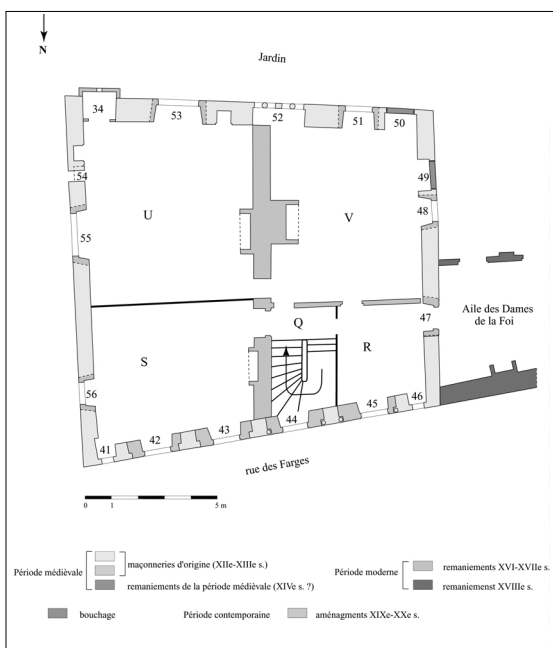 N
Jardin
34
53
52
51
50
54
49
U
V
48
55
Q
47
Aile des Dames
de la Foi
S
R
56
41
42
43
44
45
46
rue des Farges
0 1 5 m
Période médiévale
maçonneries d'origine (XIIe-XIIIe s.)
remaniements de la période médiévale (XIVe s. ?)
Période moderne
remaniements XVI-XVIIe s.
remaniemenst XVIIIe s.
bouchage
Période contemporaine
aménagments XIXe-XXe s.